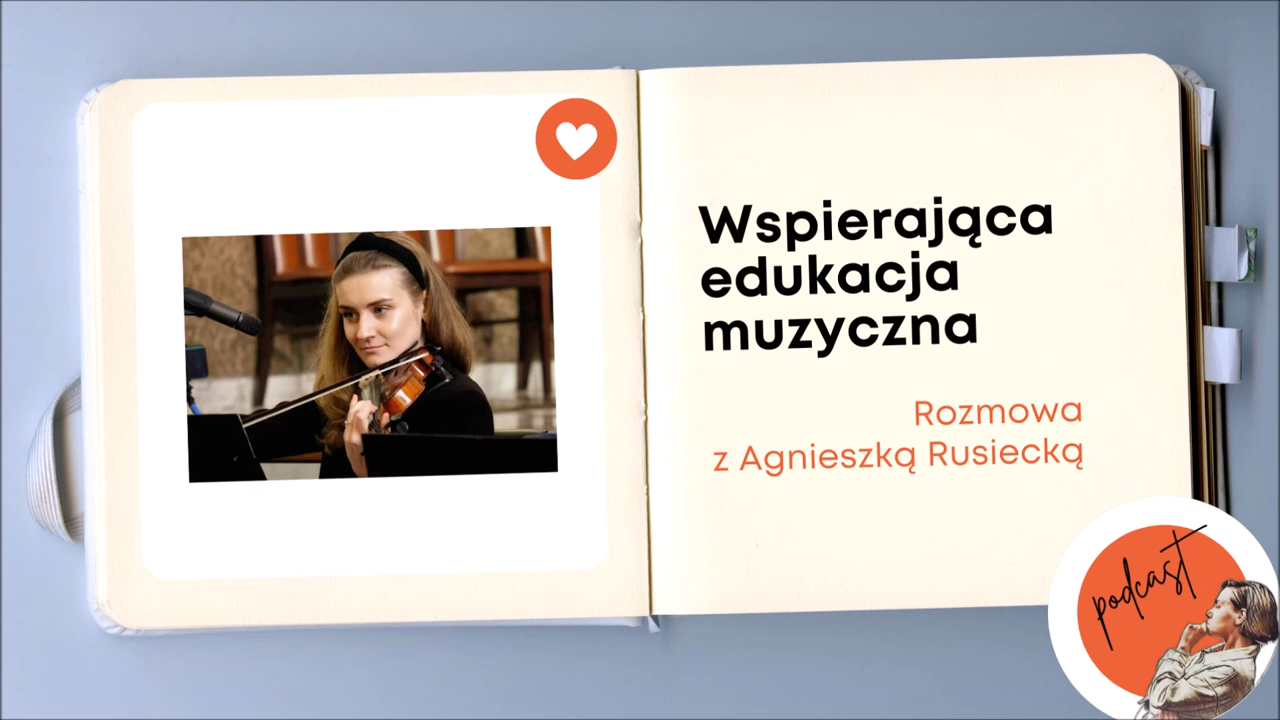 Wspierająca
edukacja
muzyczna
Rozmowa
z Agnieszką Rusiecką
podcast